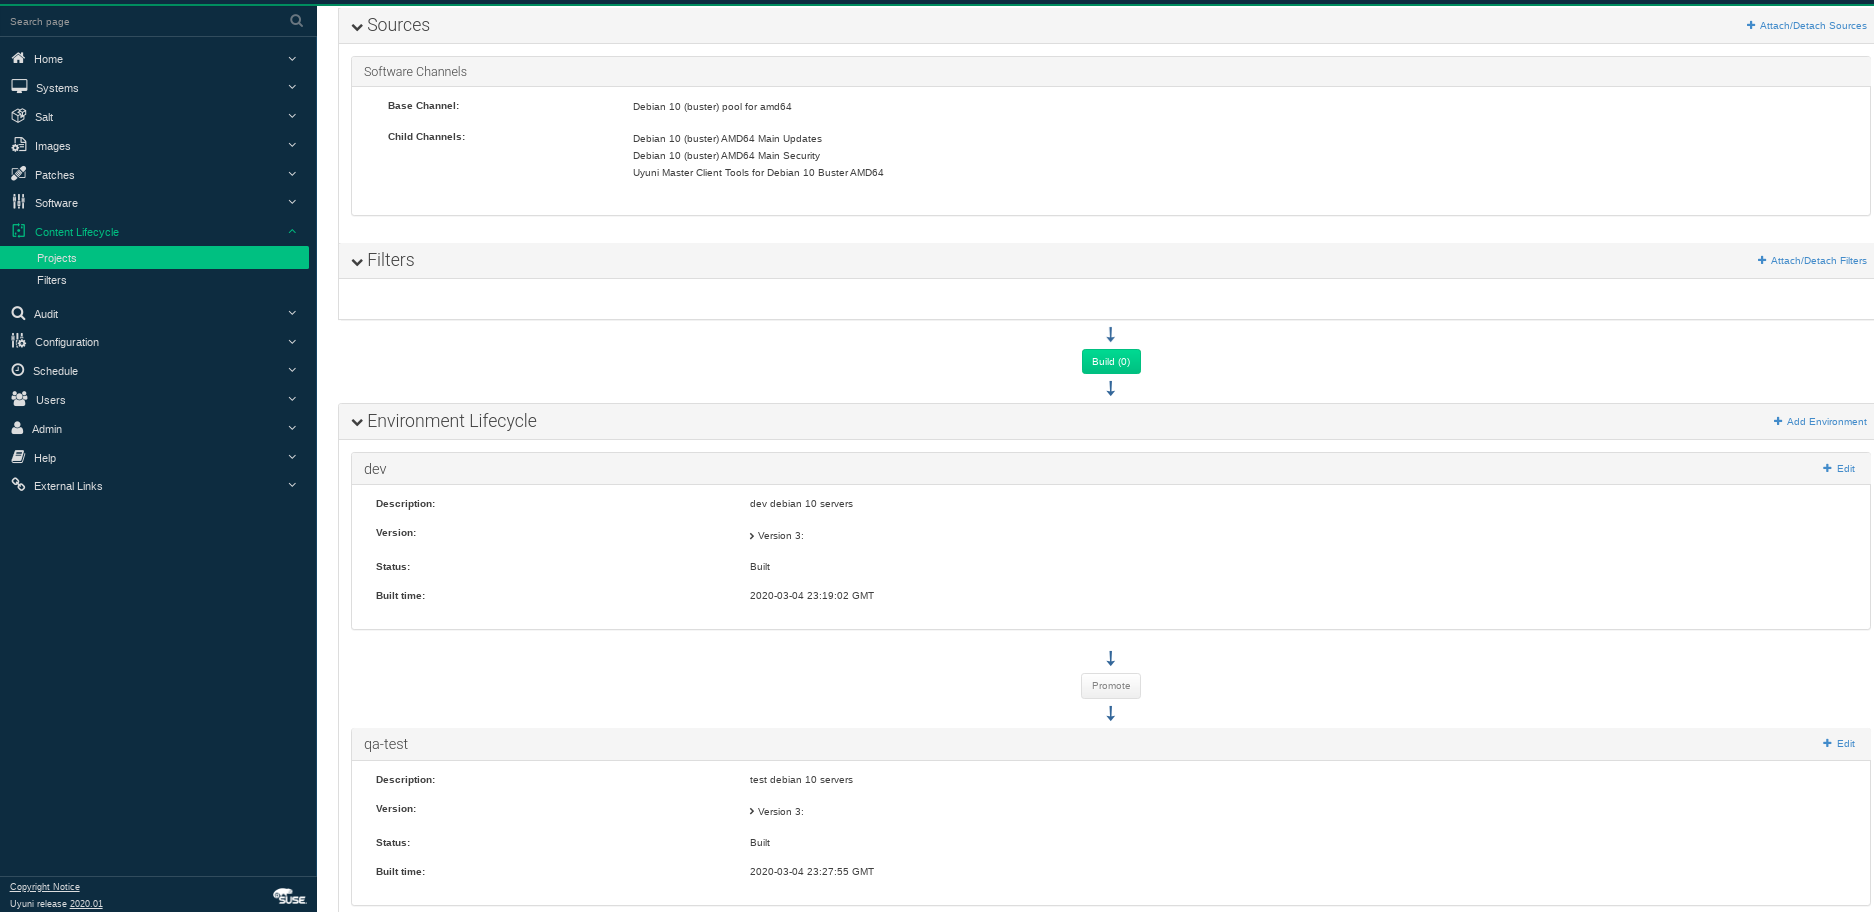 Search page
Home
Systems
Salt
Images
Patches
Software
Content Lifecycle
Projects
Filters
Audit
Configuration
Schedule
Users
Admin
Help
External Links
Copyright Notice
Uyuni release 2020.01
SUSE
Sources
Attach/Detach Sources
Software Channels
Base Channel: Debian 10 (buster) pool for amd64
Child Channels: Debian 10 (buster) AMD64 Main Updates
Debian 10 (buster) AMD64 Main Security
Uyuni Master Client Tools for Debian 10 Buster AMD64
Filters
Attach/Detach Filters
Build (0)
Environment Lifecycle
Add Environment
dev
Edit
Description: dev debian 10 servers
Version: Version 3:
Status: Built
Built time: 2020-03-04 23:19:02 GMT
Promote
qa-test
Edit
Description: test debian 10 servers
Version: Version 3:
Status: Built
Built time: 2020-03-04 23:27:55 GMT